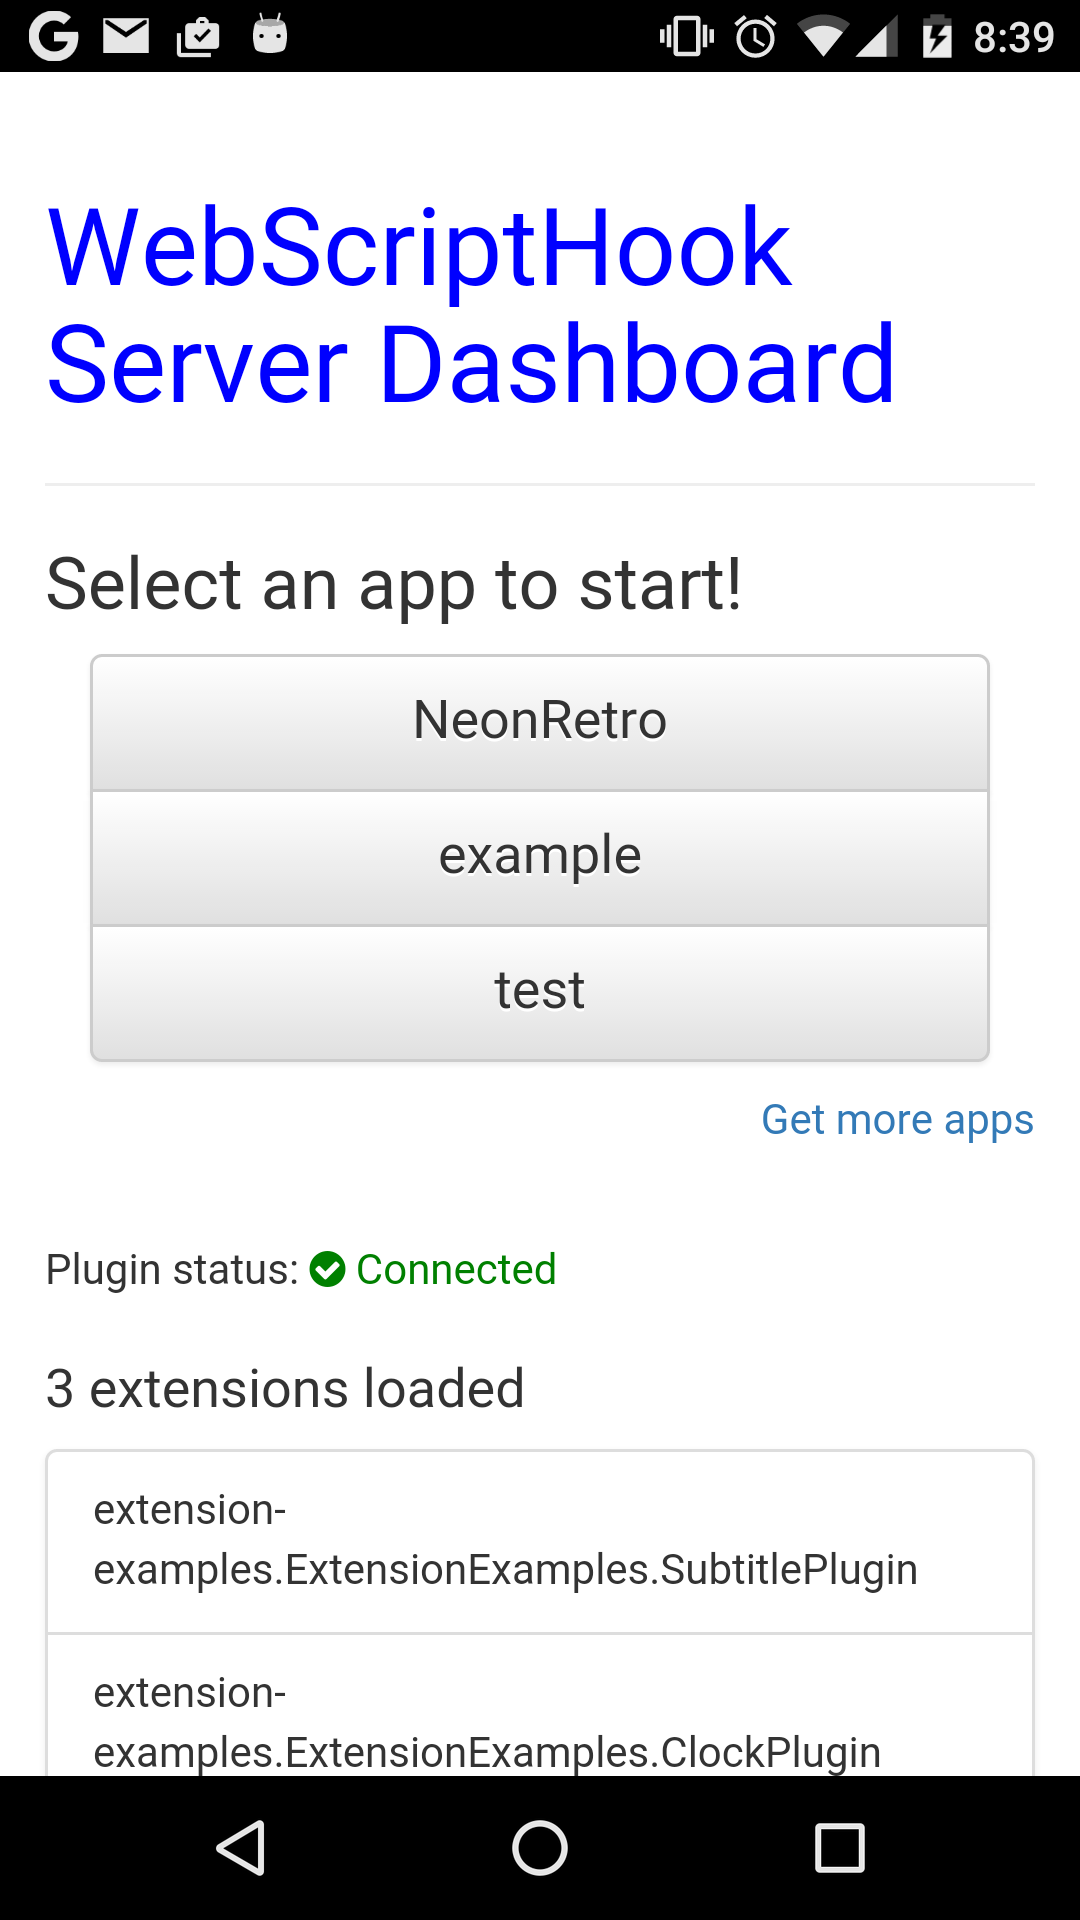 8:39
WebScriptHook
Server Dashboard
Select an app to start!
NeonRetro
example
test
Get more apps
Plugin status: Connected
3 extensions loaded
extension-
examples.ExtensionExamples.SubtitlePlugin
extension-
examples.ExtensionExamples.ClockPlugin